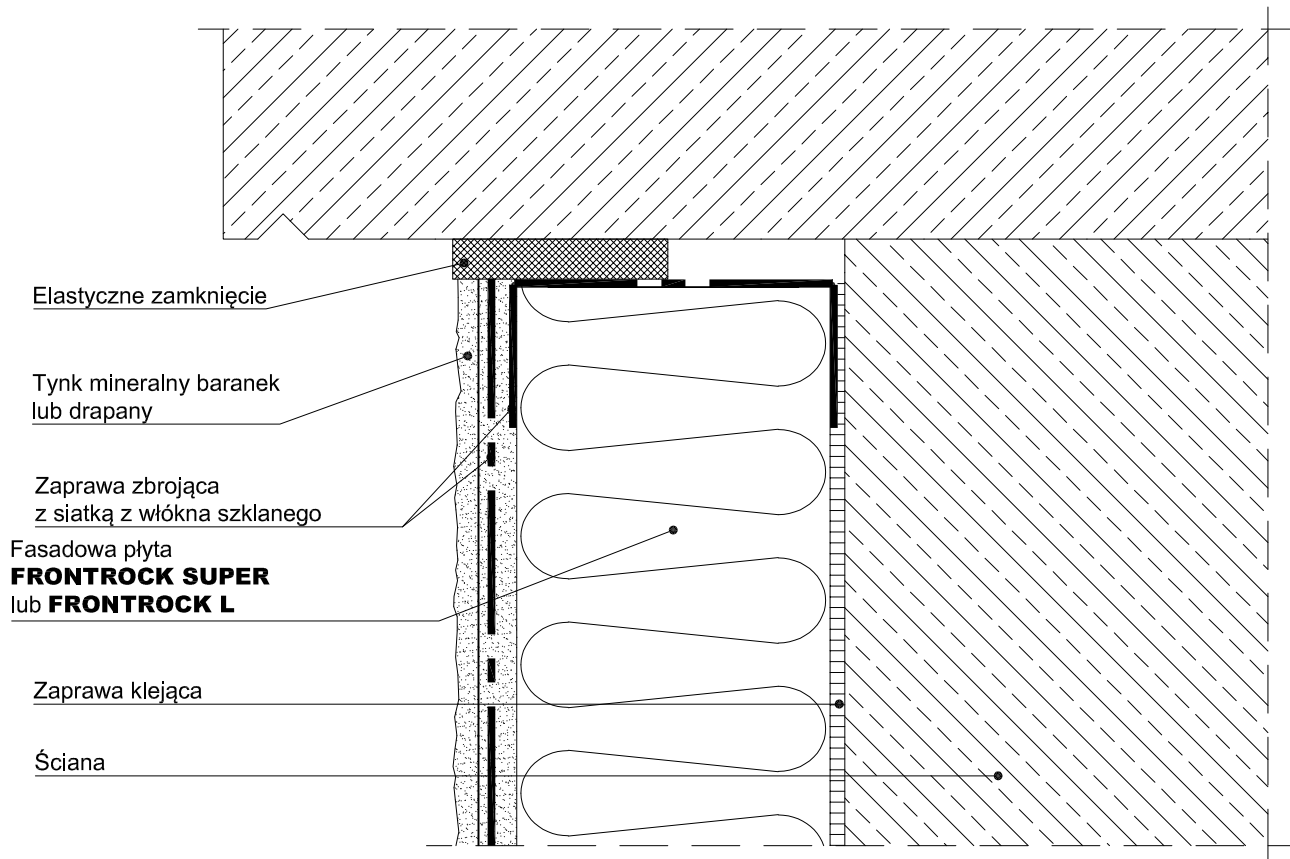 Elastyczne zamknięcie
Tynk mineralny baranek
lub drapany
Zaprawa zbrojąca
z siatką z włókna szklanego
Fasadowa płyta
FRONTROCK SUPER
lub FRONTROCK L
Zaprawa klejąca
Ściana